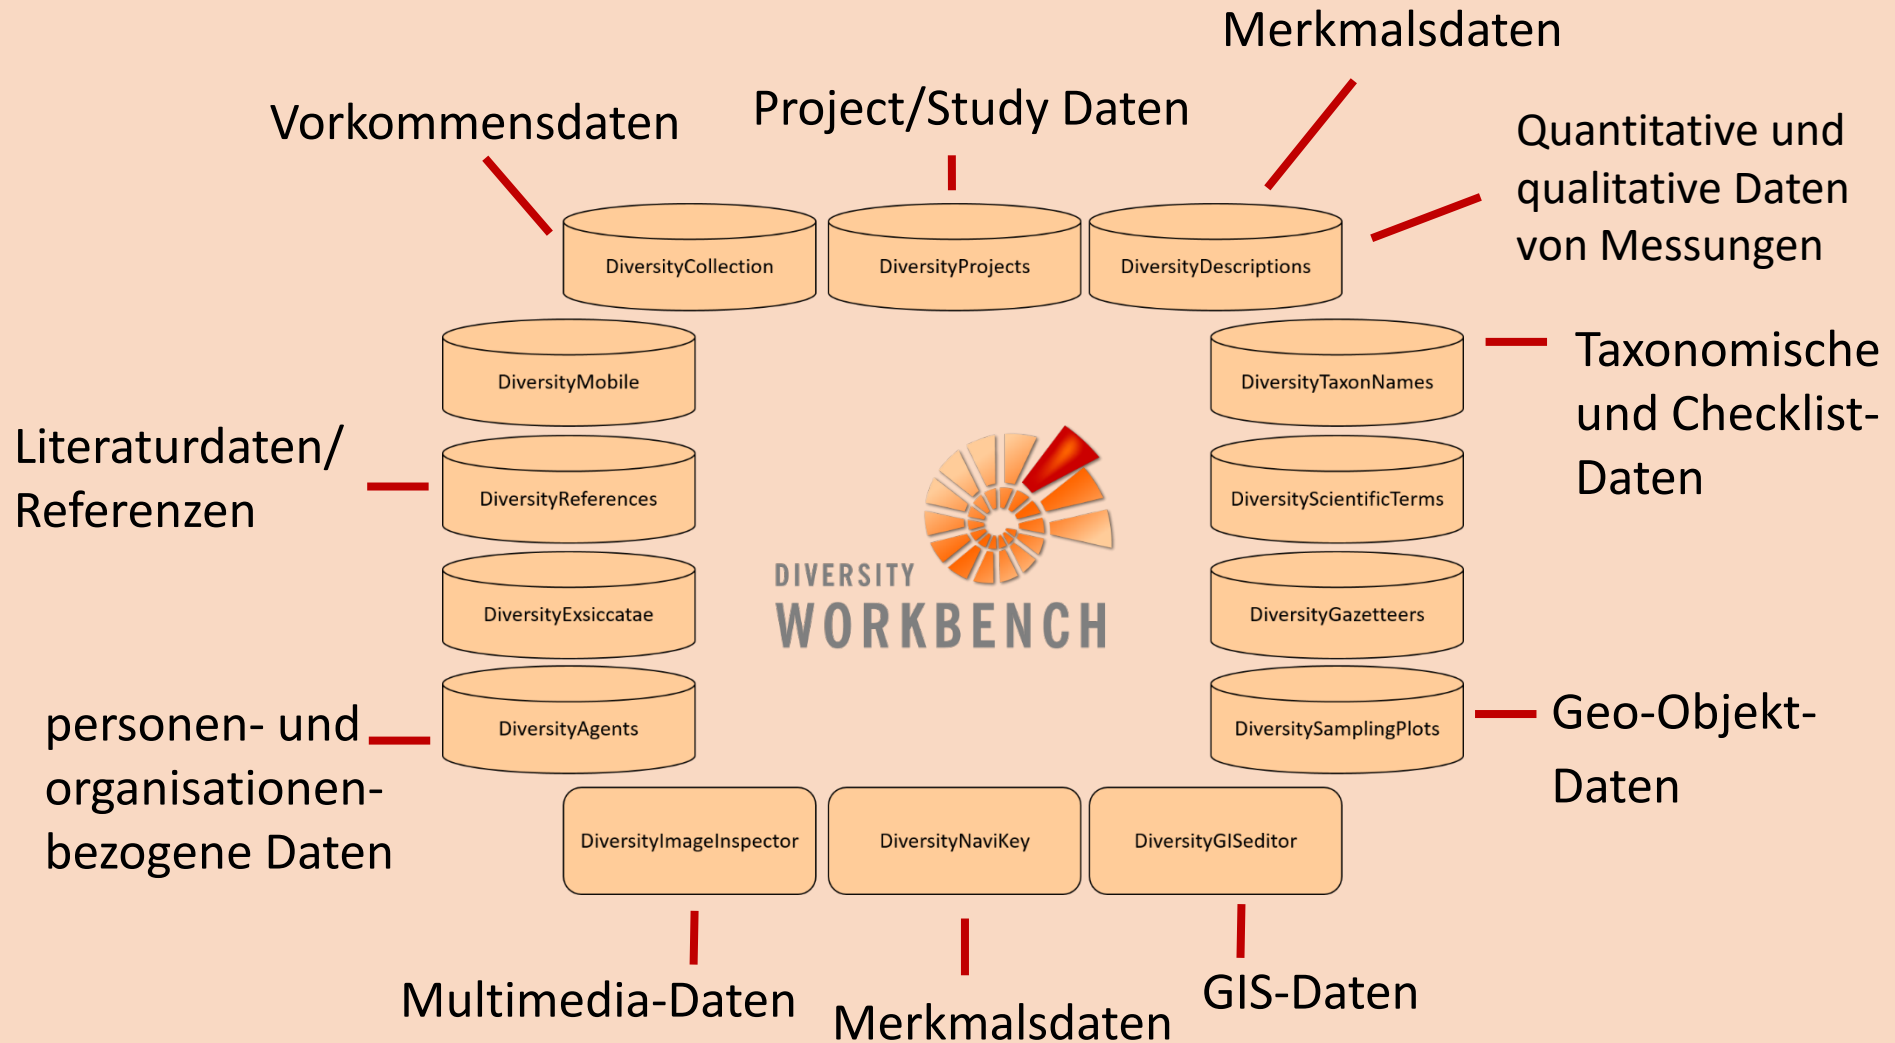 Merkmalsdaten
Project/Study Daten
Vorkommensdaten
Quantitative und
qualitative Daten
von Messungen
DiversityCollection
DiversityProjects
DiversityDescriptions
DiversityMobile
DiversityTaxonNames
Taxonomische
und Checklist-
Daten
Literaturdaten/
Referenzen
DiversityReferences
DiversityScientificTerms
DIVERSITY
WORKBENCH
DiversityExsiccatae
DiversityGazetteers
personen- und
organisationen-
bezogene Daten
DiversityAgents
DiversitySamplingPlots
Geo-Objekt-
Daten
DiversityImageInspector
DiversityNaviKey
DiversityGISeditor
Multimedia-Daten
Merkmalsdaten
GIS-Daten